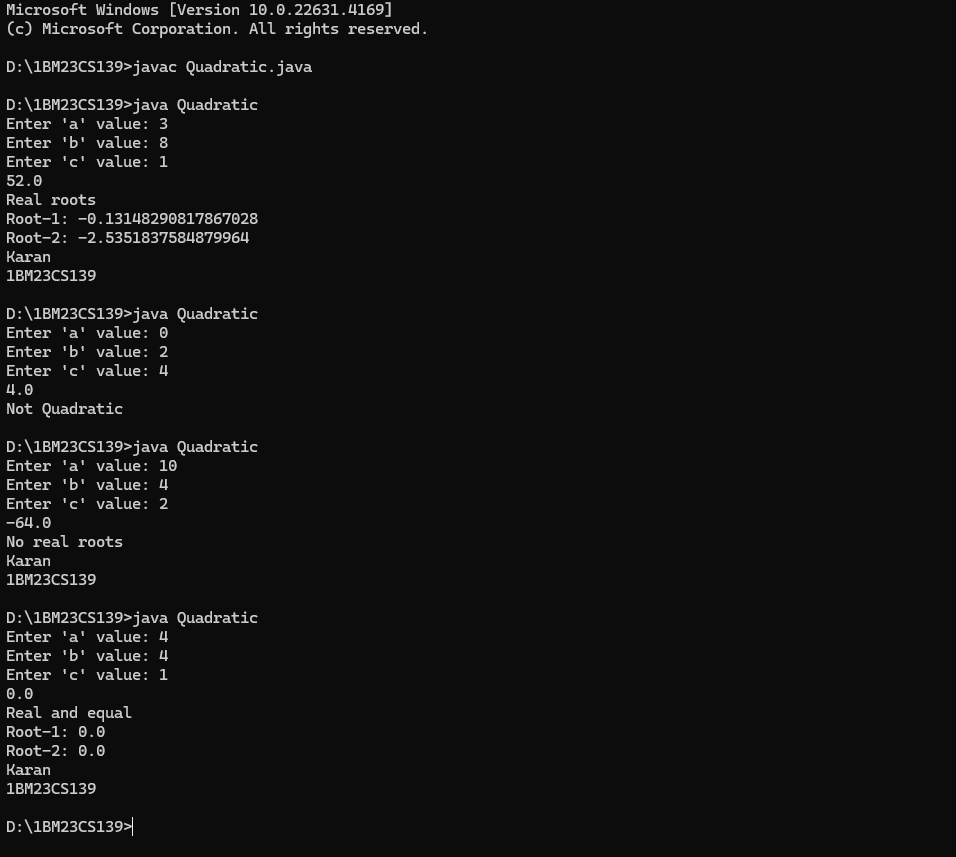 Microsoft Windows [Version 10.0.22631.4169]
(c) Microsoft Corporation. All rights reserved.
D:\1BM23CS139>javac Quadratic.java
D:\1BM23CS139>java Quadratic
Enter 'a' value: 3
Enter 'b' value: 8
Enter 'c' value: 1
52.0
Real roots
Root-1: -0.13148290817867028
Root-2: -2.5351837584879964
Karan
1BM23CS139
D:\1BM23CS139>java Quadratic
Enter 'a' value: 0
Enter 'b' value: 2
Enter 'c' value: 4
4.0
Not Quadratic
D:\1BM23CS139>java Quadratic
Enter 'a' value: 10
Enter 'b' value: 4
Enter 'c' value: 2
-64.0
No real roots
Karan
1BM23CS139
D:\1BM23CS139>java Quadratic
Enter 'a' value: 4
Enter 'b' value: 4
Enter 'c' value: 1
0.0
Real and equal
Root-1: 0.0
Root-2: 0.0
Karan
1BM23CS139
D:\1BM23CS139>